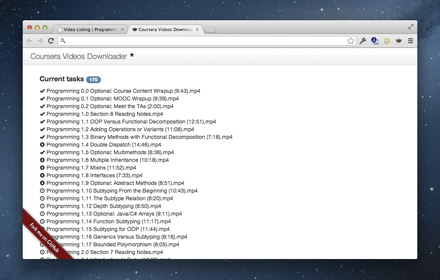 Video Listing | Programm
Coursera Videos Downloa
Coursera Videos Downloader *
Current tasks 170
Programming 0.0 Optional: Course Content Wrapup (9:43).mp4
Programming 0.1 Optional: MOOC Wrapup (9:39).mp4
Programming 0.2 Optional: Meet the TAs (2:00).mp4
Programming 1.0 Section 8 Reading Notes.mp4
Programming 1.1 OOP Versus Functional Decomposition (12:51).mp4
Programming 1.2 Adding Operations or Variants (11:08).mp4
Programming 1.3 Binary Methods with Functional Decomposition (7:18).mp4
Programming 1.4 Double Dispatch (14:48).mp4
Programming 1.5 Optional: Multimethods (6:36).mp4
Programming 1.6 Multiple Inheritance (10:18).mp4
Programming 1.7 Mixins (11:52).mp4
Programming 1.8 Interfaces (7:33).mp4
Programming 1.9 Optional: Abstract Methods (8:51).mp4
Programming 1.10 Subtyping From the Beginning (10:43).mp4
Programming 1.11 The Subtype Relation (8:20).mp4
Programming 1.12 Depth Subtyping (8:50).mp4
Programming 1.13 Optional: Java/C# Arrays (9:11).mp4
Programming 1.14 Function Subtyping (11:17).mp4
Programming 1.15 Subtyping for OOP (11:44).mp4
Programming 1.16 Generics Versus Subtyping (8:16).mp4
Programming 1.17 Bounded Polymorphism (8:05).mp4
Programming 2.0 Section 7 Reading Notes.mp4
Fork me on GitHub